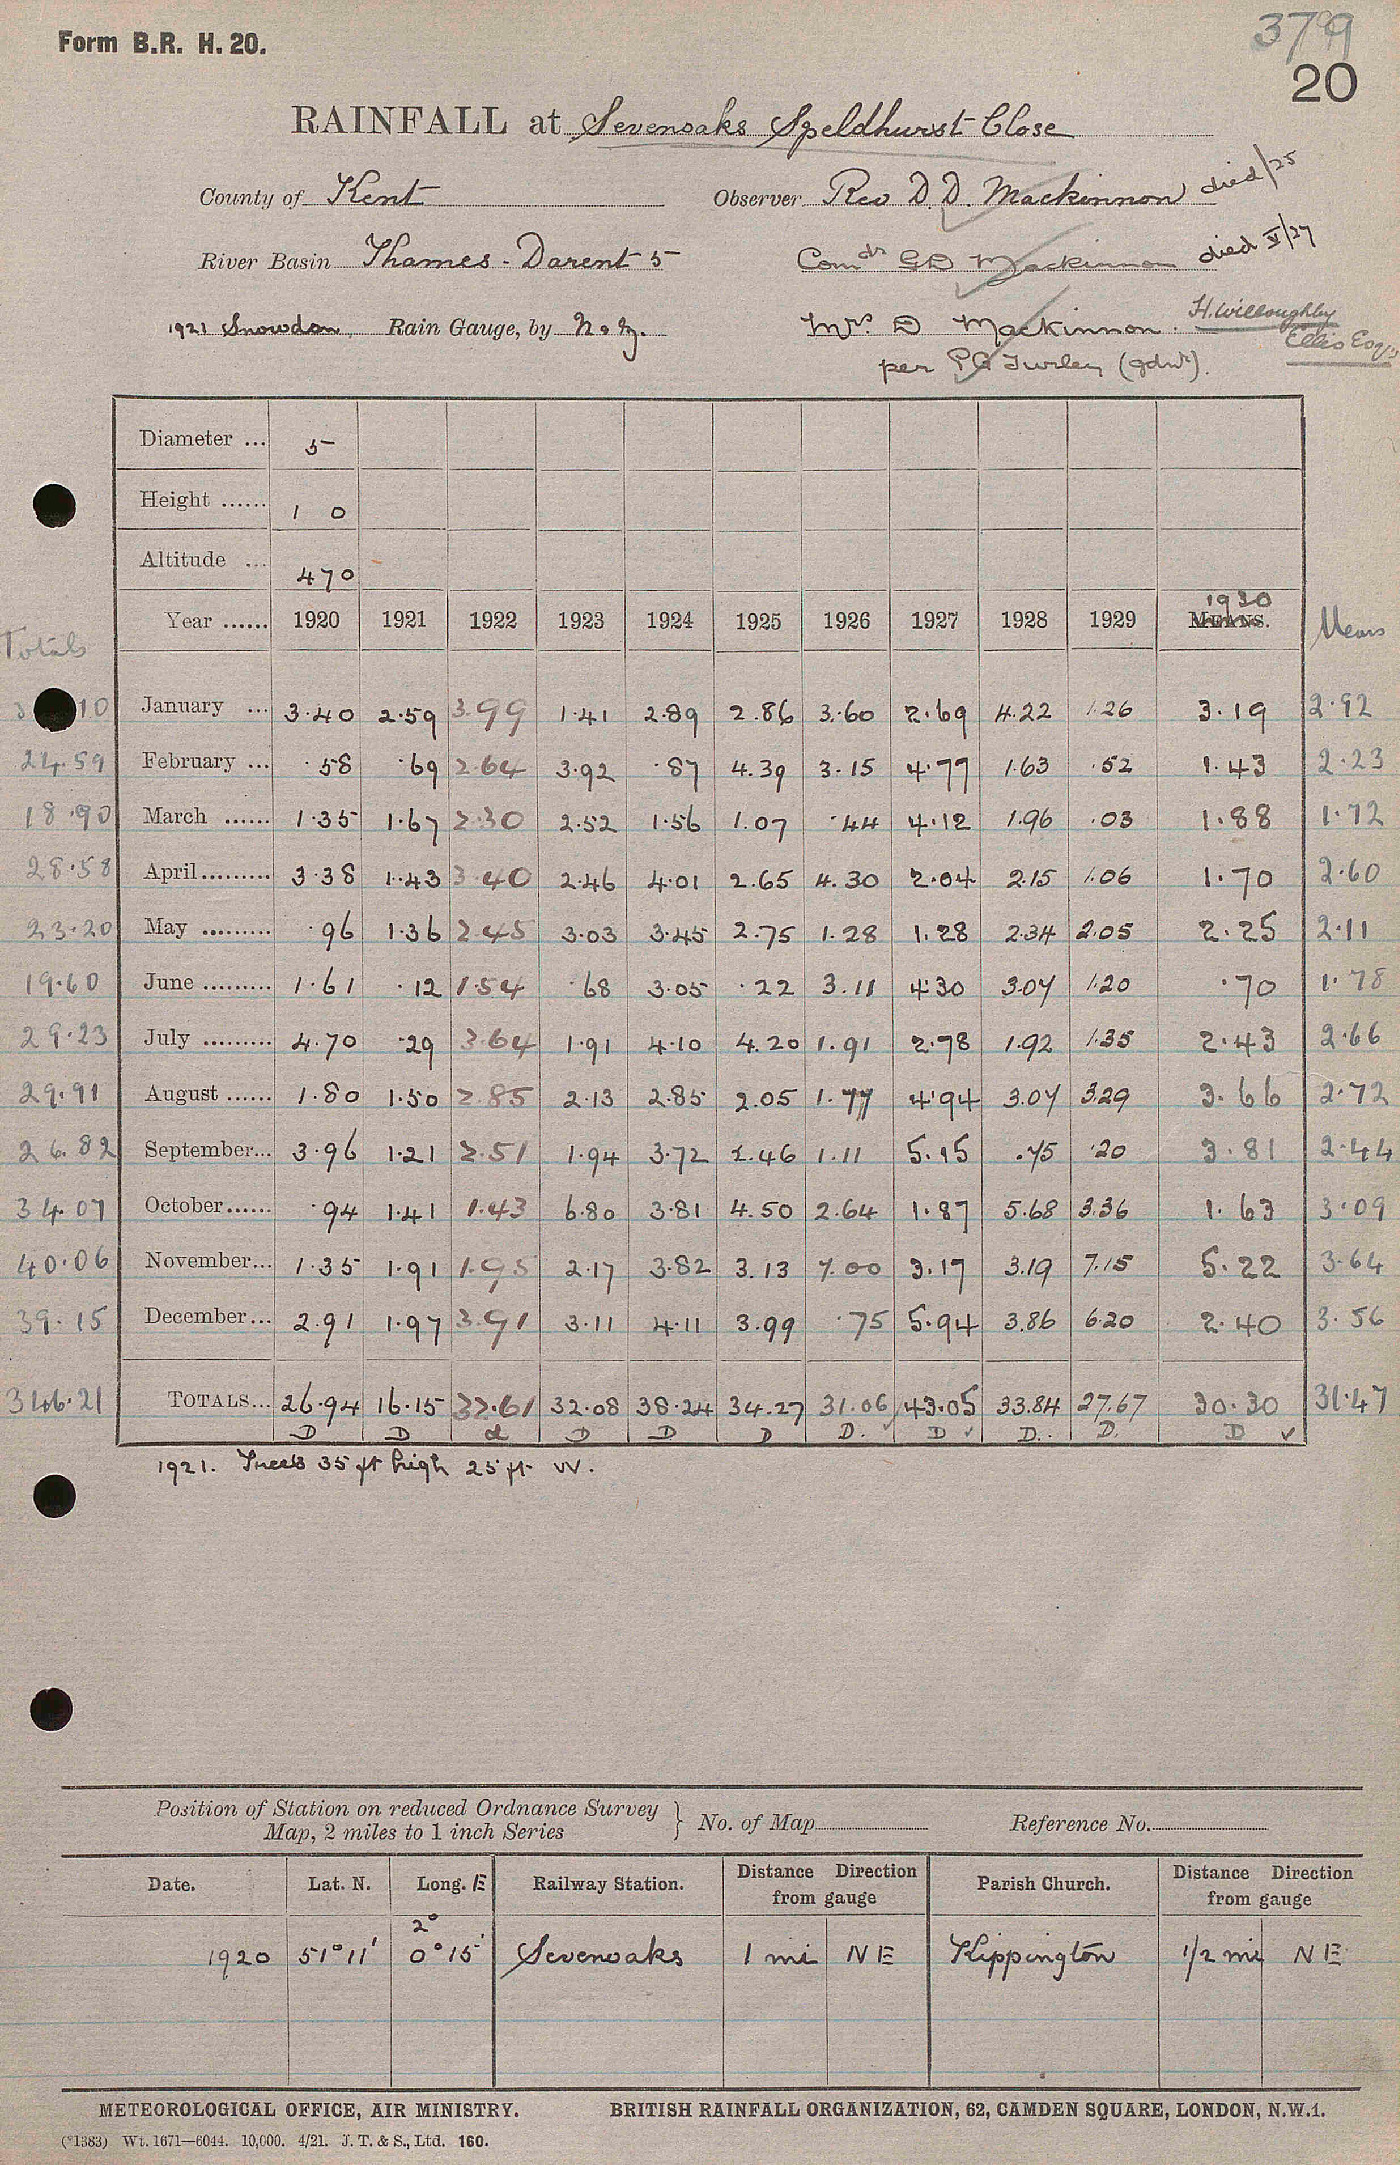 Form B.R. H. 20.
3799
20
RAINFALL at Sevenoaks Speldhurst Close
County of Kent Observer Rev D. D. Mackinnon died /25
River Basin Thames - Darent 5 Comdr GD Mackinnon died V/27
1921 Snowdon Rain Gauge, by N & Z. Mrs D Mackinnon. H. Willoughby Ellis Esq
per PG Turley (gdnr).
Diameter ... 5
Height ...... 1 0
Altitude ... 470
Totals Year ...... 1920 1921 1922 1923 1924 1925 1926 1927 1928 1929 1930 MEANS. Means
10 January ... 3.40 2.59 3.99 1.41 2.89 2.86 3.60 2.69 4.22 1.26 3.19 2.92
24.59 February ... .58 .69 2.64 3.92 .87 4.39 3.15 4.77 1.63 .52 1.43 2.23
18.90 March ...... 1.35 1.67 2.30 2.52 1.56 1.07 .44 4.12 1.96 .03 1.88 1.72
28.58 April......... 3.38 1.43 3.40 2.46 4.01 2.65 4.30 2.04 2.15 1.06 1.70 2.60
23.20 May ......... .96 1.36 2.45 3.03 3.45 2.75 1.28 1.28 2.34 2.05 2.25 2.11
19.60 June ......... 1.61 .12 1.54 .68 3.05 .22 3.11 4.30 3.07 1.20 .70 1.78
29.23 July ......... 4.70 .29 3.64 1.91 4.10 4.20 1.91 2.78 1.92 1.35 2.43 2.66
29.91 August ...... 1.80 1.50 2.85 2.13 2.85 2.05 1.77 4.94 3.07 3.29 3.66 2.72
26.82 September... 3.96 1.21 2.51 1.94 3.72 2.46 1.11 5.15 .75 .20 3.81 2.44
34.07 October...... .94 1.41 1.43 6.80 3.81 4.50 2.64 1.87 5.68 3.36 1.63 3.09
40.06 November... 1.35 1.91 1.95 2.17 3.82 3.13 7.00 3.17 3.19 7.15 5.22 3.64
39.15 December... 2.91 1.97 3.91 3.11 4.11 3.99 .75 5.94 3.86 6.20 2.40 3.56
346.21 TOTALS... 26.94 16.15 32.61 32.08 38.24 34.27 31.06 43.05 33.84 27.67 30.30 31.47
D D d D D D D. D D. D. D
1921. Trees 35 ft high 25 ft W.
Position of Station on reduced Ordnance Survey Map, 2 miles to 1 inch Series } No. of Map Reference No.
Date. Lat. N. Long. E Railway Station. Distance Direction from gauge Parish Church. Distance Direction from gauge
2°
1920 51°11' 0°15' Sevenoaks 1 mi NE Kippington 1/2 mi NE
METEOROLOGICAL OFFICE, AIR MINISTRY. BRITISH RAINFALL ORGANIZATION, 62, CAMDEN SQUARE, LONDON, N.W.1.
(*1383) Wt. 1671—6044. 10,000. 4/21. J. T. & S., Ltd. 160.